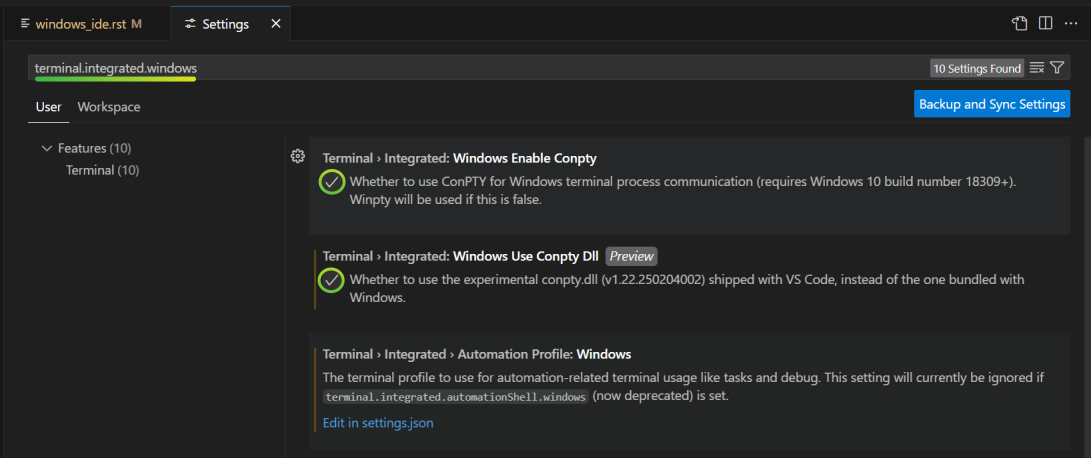 windows_ide.rst M
Settings
terminal.integrated.windows
10 Settings Found
User
Workspace
Backup and Sync Settings
Features (10)
Terminal (10)
Terminal › Integrated: Windows Enable Conpty
Whether to use ConPTY for Windows terminal process communication (requires Windows 10 build number 18309+).
Winpty will be used if this is false.
Terminal › Integrated: Windows Use Conpty Dll Preview
Whether to use the experimental conpty.dll (v1.22.250204002) shipped with VS Code, instead of the one bundled with
Windows.
Terminal › Integrated › Automation Profile: Windows
The terminal profile to use for automation-related terminal usage like tasks and debug. This setting will currently be ignored if
terminal.integrated.automationShell.windows (now deprecated) is set.
Edit in settings.json